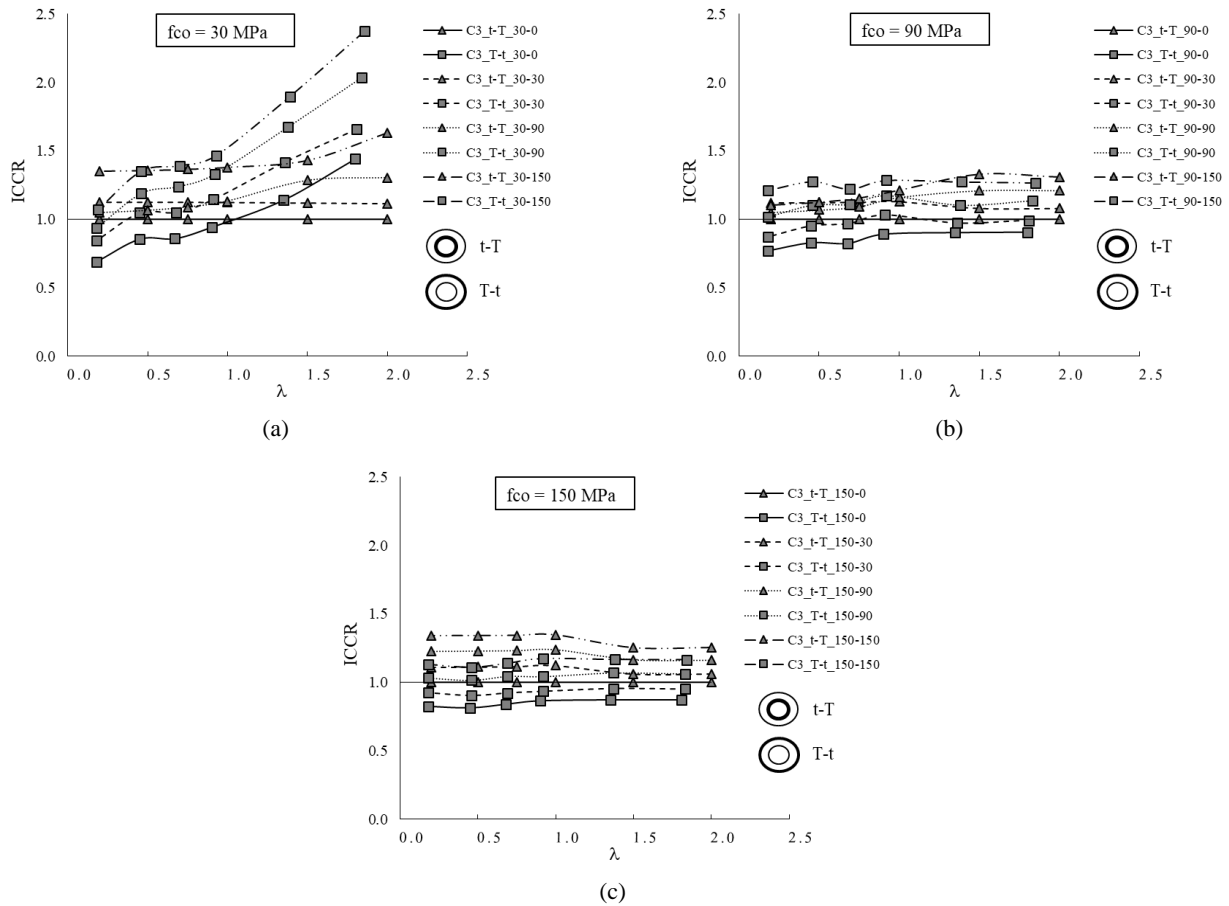 fco = 30 MPa
ICCR
2.5
2.0
1.5
1.0
0.5
0.0
0.0 0.5 1.0 1.5 2.0 2.5
λ
C3_t-T_30-0
C3_T-t_30-0
C3_t-T_30-30
C3_T-t_30-30
C3_t-T_30-90
C3_T-t_30-90
C3_t-T_30-150
C3_T-t_30-150
t-T
T-t
(a)
fco = 90 MPa
ICCR
2.5
2.0
1.5
1.0
0.5
0.0
0.0 0.5 1.0 1.5 2.0 2.5
λ
C3_t-T_90-0
C3_T-t_90-0
C3_t-T_90-30
C3_T-t_90-30
C3_t-T_90-90
C3_T-t_90-90
C3_t-T_90-150
C3_T-t_90-150
t-T
T-t
(b)
fco = 150 MPa
ICCR
2.5
2.0
1.5
1.0
0.5
0.0
0.0 0.5 1.0 1.5 2.0 2.5
λ
C3_t-T_150-0
C3_T-t_150-0
C3_t-T_150-30
C3_T-t_150-30
C3_t-T_150-90
C3_T-t_150-90
C3_t-T_150-150
C3_T-t_150-150
t-T
T-t
(c)